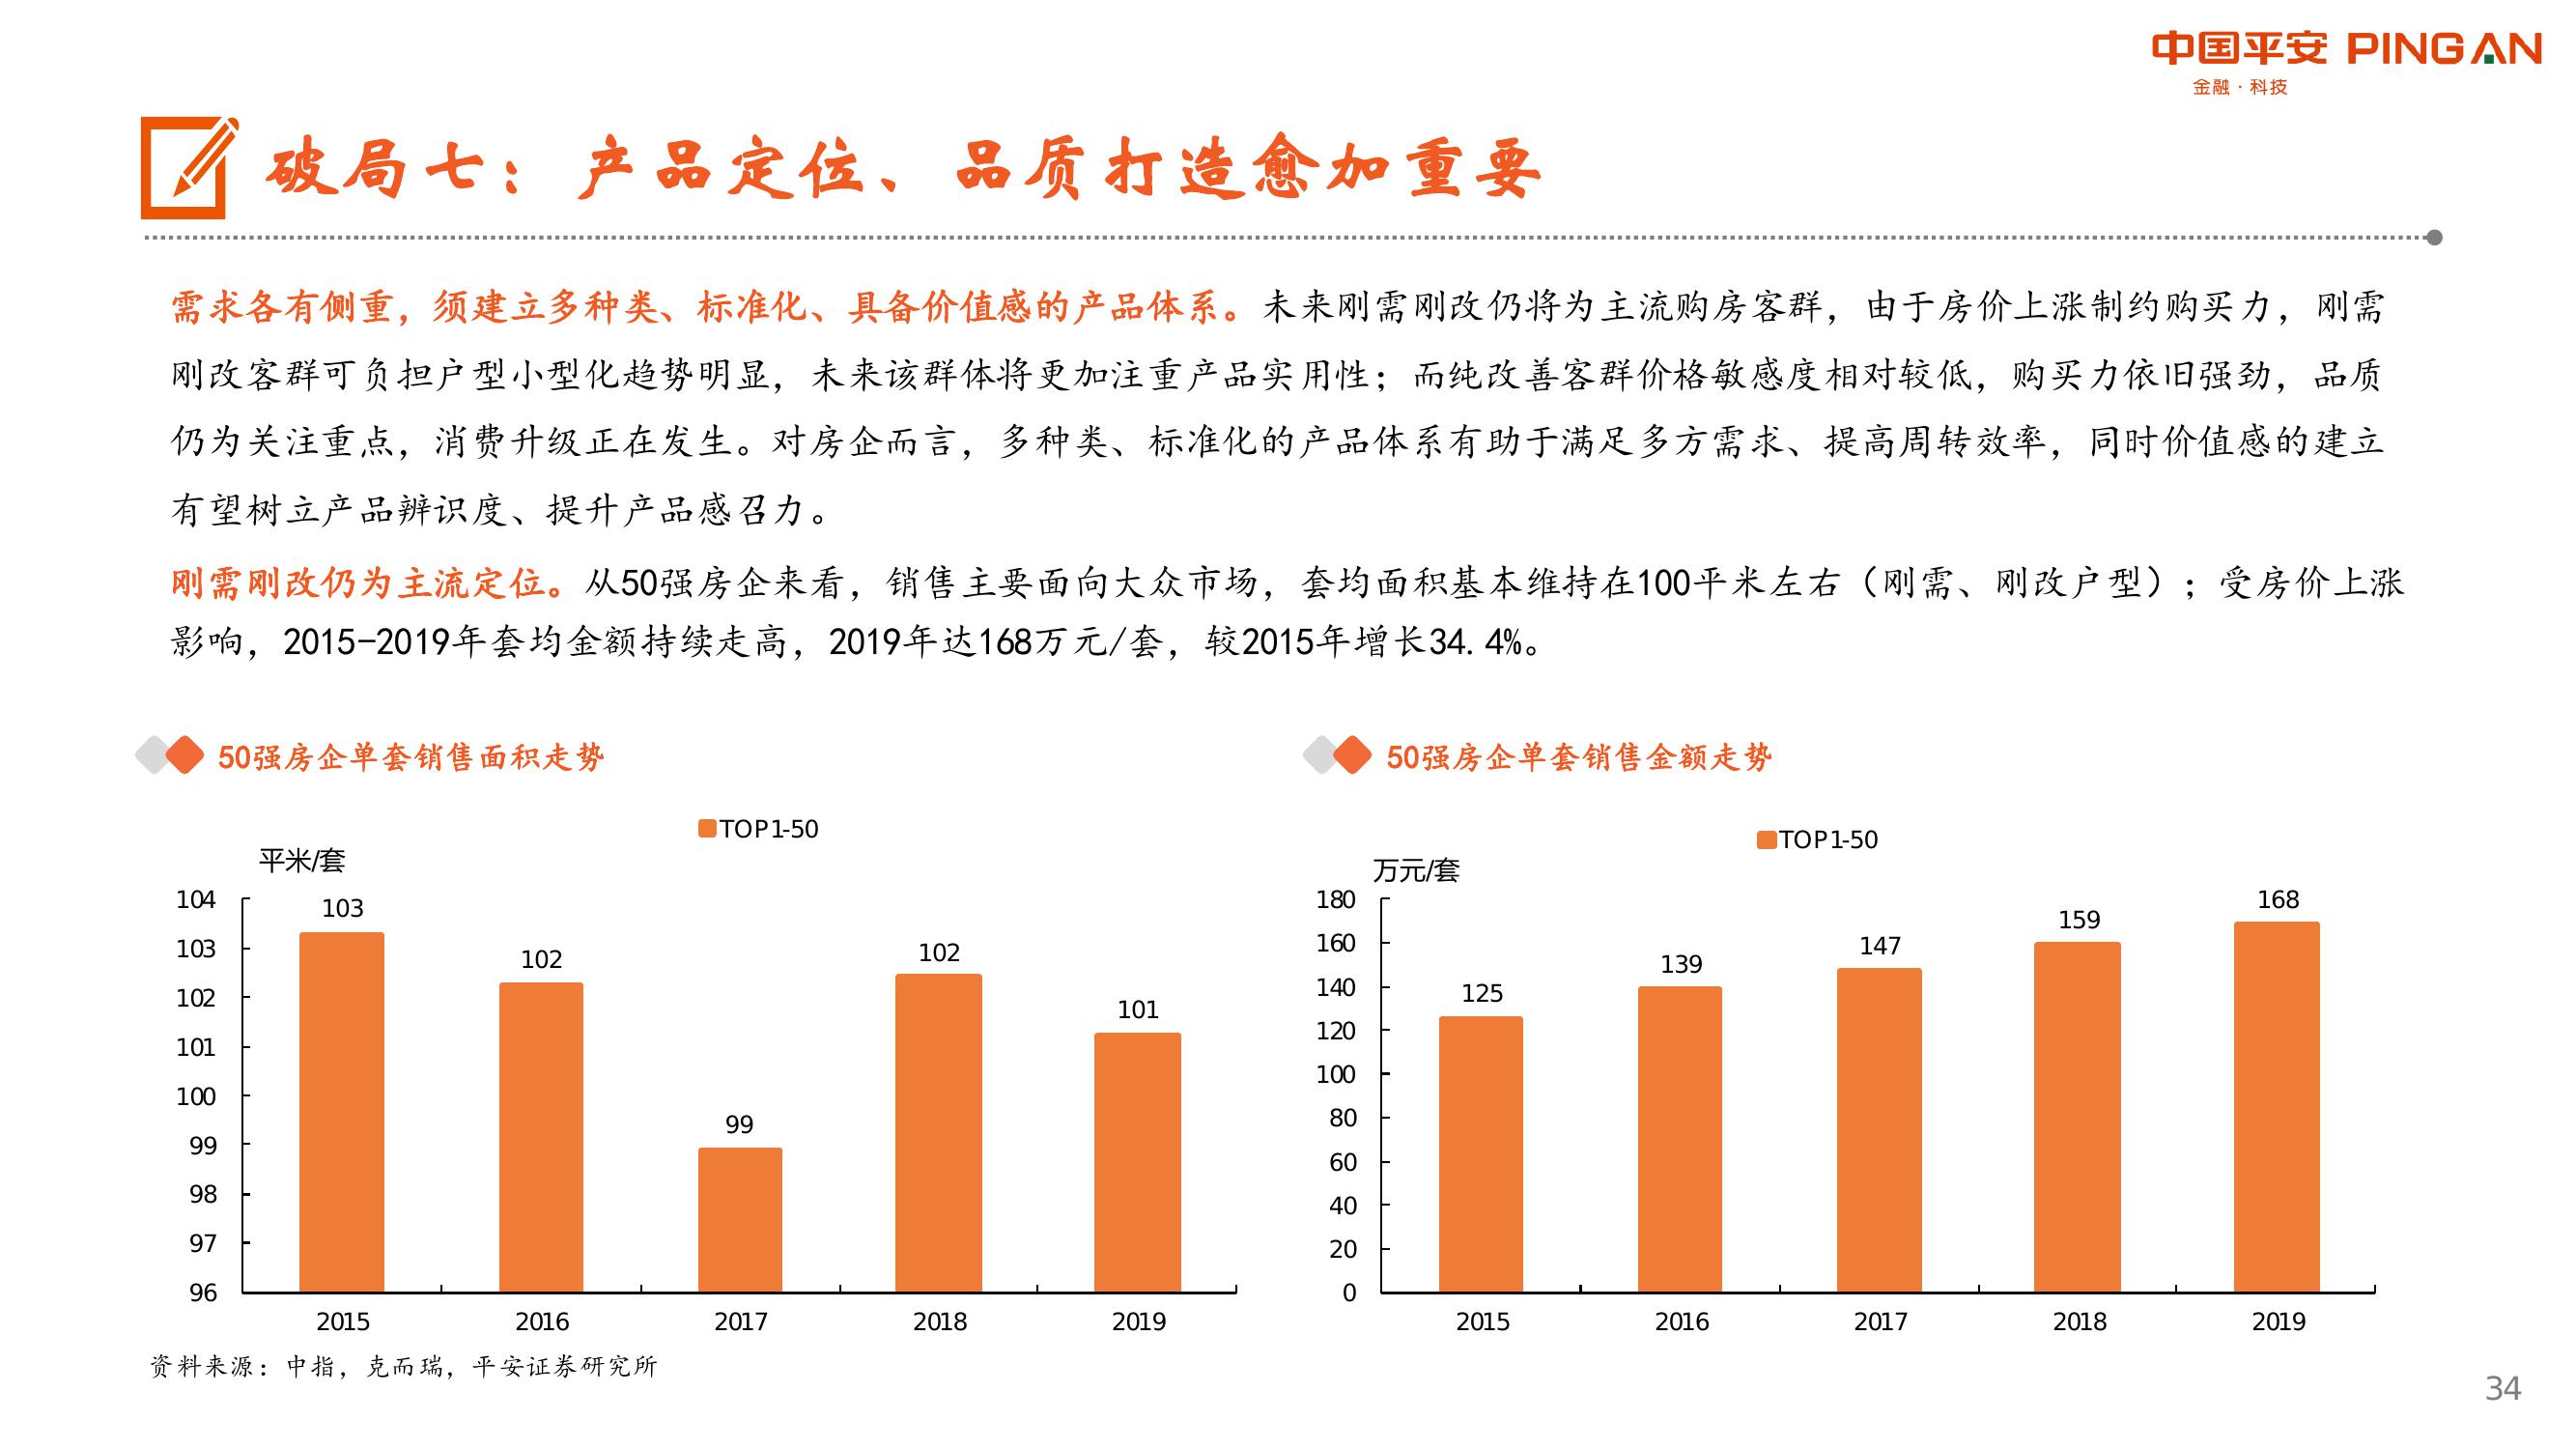 中国平安 PINGAN
金融·科技
破局七：产品定位、品质打造愈加重要
需求各有侧重，须建立多种类、标准化、具备价值感的产品体系。未来刚需刚改仍将为主流购房客群，由于房价上涨制约购买力，刚需
刚改客群可负担户型小型化趋势明显，未来该群体将更加注重产品实用性；而纯改善客群价格敏感度相对较低，购买力依旧强劲，品质
仍为关注重点，消费升级正在发生。对房企而言，多种类、标准化的产品体系有助于满足多方需求、提高周转效率，同时价值感的建立
有望树立产品辨识度、提升产品感召力。
刚需刚改仍为主流定位。从50强房企来看，销售主要面向大众市场，套均面积基本维持在100平米左右（刚需、刚改户型）；受房价上涨
影响，2015-2019年套均金额持续走高，2019年达168万元/套，较2015年增长34.4%。
50强房企单套销售面积走势
TOP1-50
平米/套
104
103
102
101
100
99
98
97
96
103
102
99
102
101
2015
2016
2017
2018
2019
50强房企单套销售金额走势
TOP1-50
万元/套
180
160
140
120
100
80
60
40
20
0
125
139
147
159
168
2015
2016
2017
2018
2019
资料来源：中指，克而瑞，平安证券研究所
34